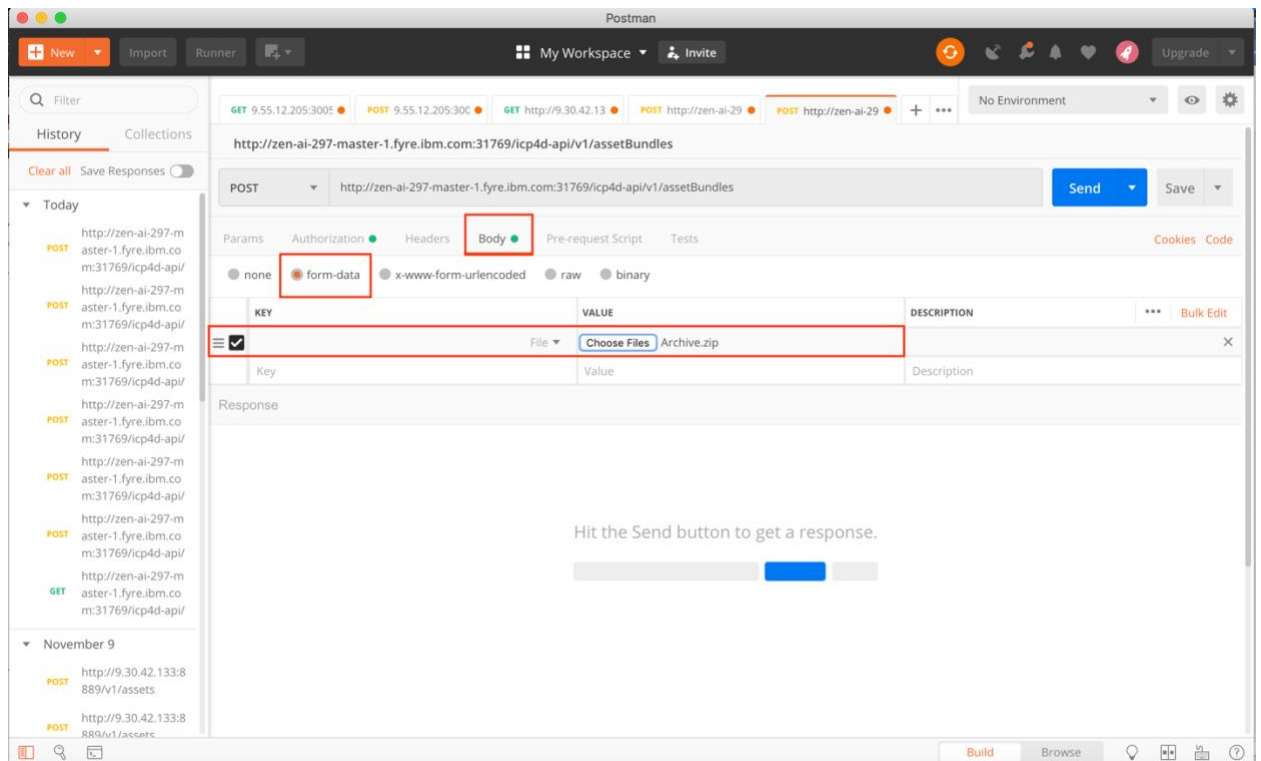 Postman
New Import Runner My Workspace Invite Upgrade
Filter
History Collections
Clear all Save Responses
Today
POST http://zen-ai-297-m
aster-1.fyre.ibm.co
m:31769/icp4d-api/
POST http://zen-ai-297-m
aster-1.fyre.ibm.co
m:31769/icp4d-api/
POST http://zen-ai-297-m
aster-1.fyre.ibm.co
m:31769/icp4d-api/
POST http://zen-ai-297-m
aster-1.fyre.ibm.co
m:31769/icp4d-api/
POST http://zen-ai-297-m
aster-1.fyre.ibm.co
m:31769/icp4d-api/
POST http://zen-ai-297-m
aster-1.fyre.ibm.co
m:31769/icp4d-api/
GET http://zen-ai-297-m
aster-1.fyre.ibm.co
m:31769/icp4d-api/
November 9
POST http://9.30.42.133:8
889/v1/assets
POST http://9.30.42.133:8
889/v1/assets
GET 9.55.12.205:3005 POST 9.55.12.205:300 GET http://9.30.42.13 POST http://zen-ai-29 POST http://zen-ai-29 + ••• No Environment
http://zen-ai-297-master-1.fyre.ibm.com:31769/icp4d-api/v1/assetBundles
POST http://zen-ai-297-master-1.fyre.ibm.com:31769/icp4d-api/v1/assetBundles Send Save
Params Authorization Headers Body Pre-request Script Tests Cookies Code
none form-data x-www-form-urlencoded raw binary
KEY VALUE DESCRIPTION ••• Bulk Edit
File Choose Files Archive.zip
Key Value Description
Response
Hit the Send button to get a response.
Build Browse